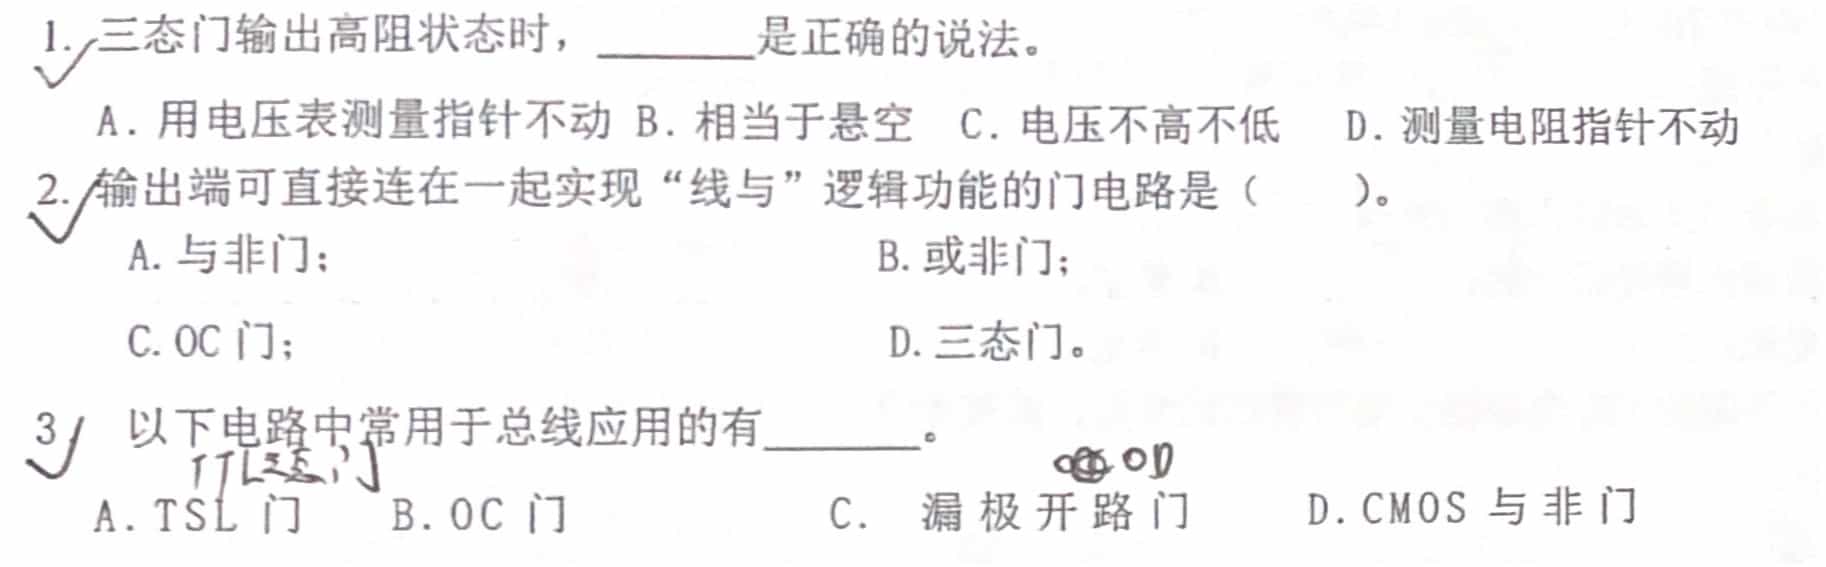 1. 三态门输出高阻状态时，______是正确的说法。
A. 用电压表测量指针不动 B. 相当于悬空 C. 电压不高不低 D. 测量电阻指针不动
2. 输出端可直接连在一起实现“线与”逻辑功能的门电路是（ ）。
A. 与非门； B. 或非门；
C. OC 门； D. 三态门。
3 以下电路中常用于总线应用的有______。
TTL三态门 OD
A. TSL 门 B. OC 门 C. 漏极开路门 D. CMOS 与非门